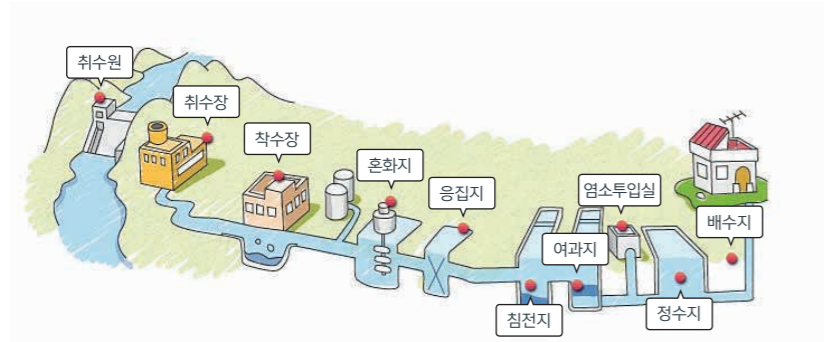 취수원
취수장
착수장
혼화지
응집지
염소투입실
배수지
여과지
침전지
정수지